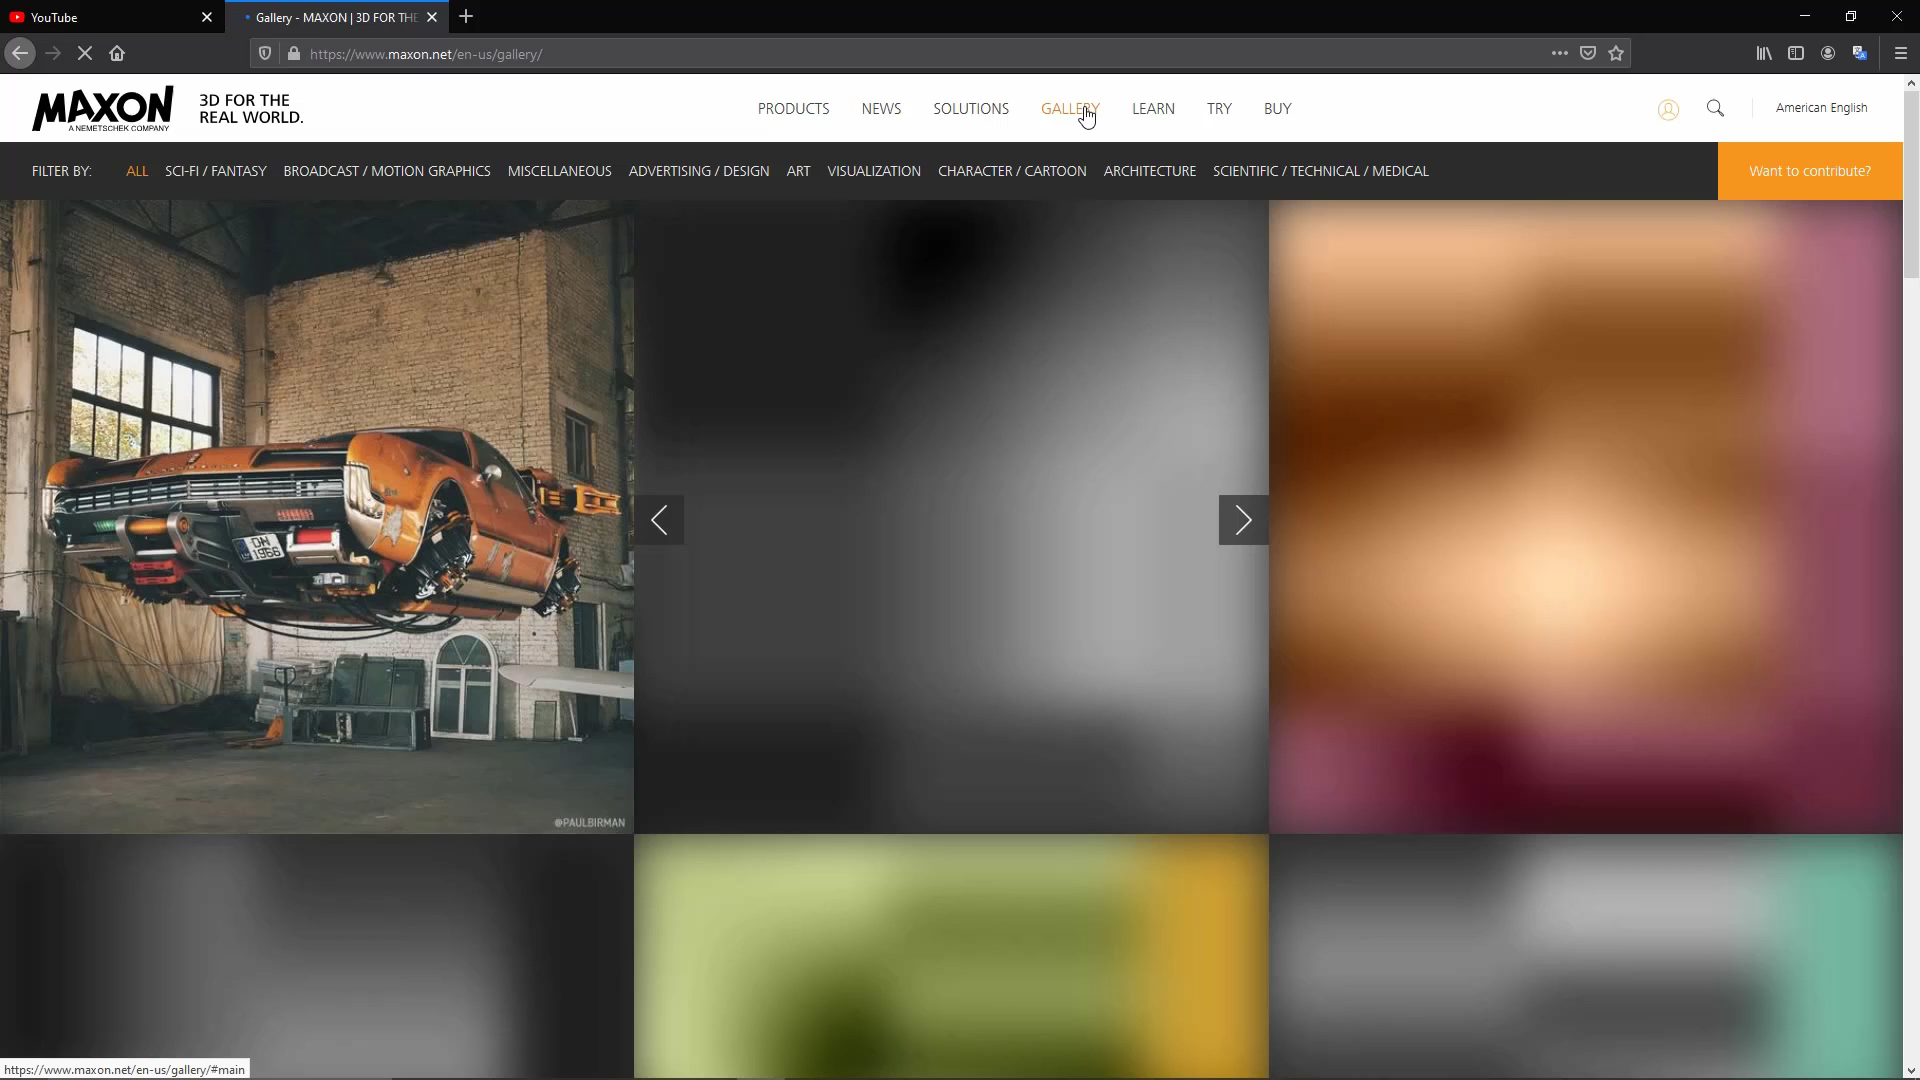 YouTube
Gallery - MAXON | 3D FOR THE
https://www.maxon.net/en-us/gallery/
MAXON
A NEMETSCHEK COMPANY
3D FOR THE
REAL WORLD.
PRODUCTS NEWS SOLUTIONS GALLERY LEARN TRY BUY
American English
FILTER BY: ALL SCI-FI / FANTASY BROADCAST / MOTION GRAPHICS MISCELLANEOUS ADVERTISING / DESIGN ART VISUALIZATION CHARACTER / CARTOON ARCHITECTURE SCIENTIFIC / TECHNICAL / MEDICAL
Want to contribute?
DN
1966
@PAULBIRMAN
https://www.maxon.net/en-us/gallery/#main